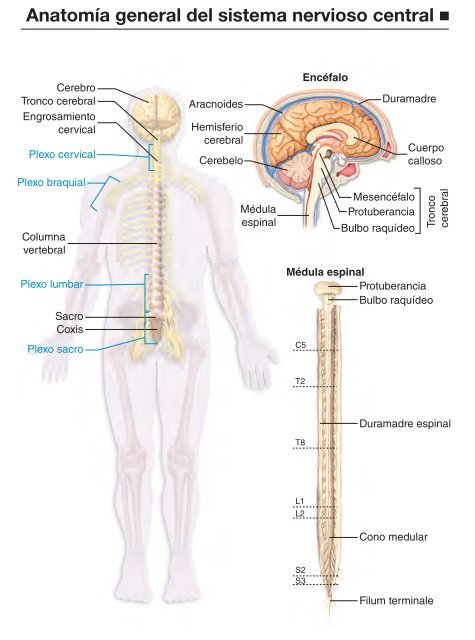 Anatomía general del sistema nervioso central
Cerebro
Tronco cerebral
Engrosamiento
cervical
Plexo cervical
Plexo braquial
Columna
vertebral
Plexo lumbar
Sacro
Coxis
Plexo sacro
Encéfalo
Aracnoides
Hemisferio
cerebral
Cerebelo
Médula
espinal
Duramadre
Cuerpo
calloso
Mesencéfalo
Protuberancia
Bulbo raquídeo
Tronco
cerebral
Médula espinal
Protuberancia
Bulbo raquídeo
C5
T2
Duramadre espinal
T8
L1
L2
Cono medular
S2
S3
Filum terminale